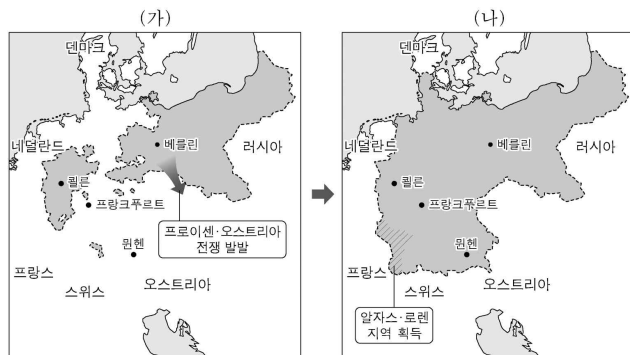 (가)
덴마크
네덜란드
베를린
러시아
쾰른
프랑크푸르트
프로이센·오스트리아
전쟁 발발
뮌헨
프랑스
스위스
오스트리아
(나)
덴마크
네덜란드
베를린
러시아
쾰른
프랑크푸르트
뮌헨
프랑스
스위스
오스트리아
알자스·로렌
지역 획득